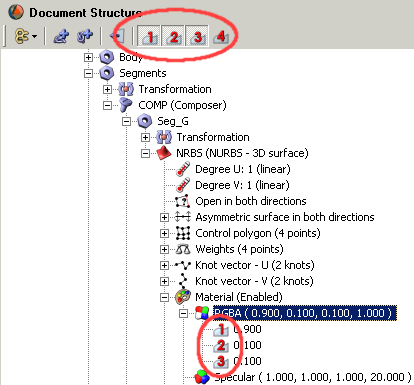 Document Structure
1 2 3 4
Body
Segments
Transformation
COMP (Composer)
Seg_G
Transformation
NRBS (NURBS - 3D surface)
Degree U: 1 (linear)
Degree V: 1 (linear)
Open in both directions
Asymmetric surface in both directions
Control polygon (4 points)
Weights (4 points)
Knot vector - U (2 knots)
Knot vector - V (2 knots)
Material (Enabled)
RGBA ( 0.900, 0.100, 0.100, 1.000 )
1 0.900
2 0.100
3 0.100
Specular ( 1.000, 1.000, 1.000, 20.000 )